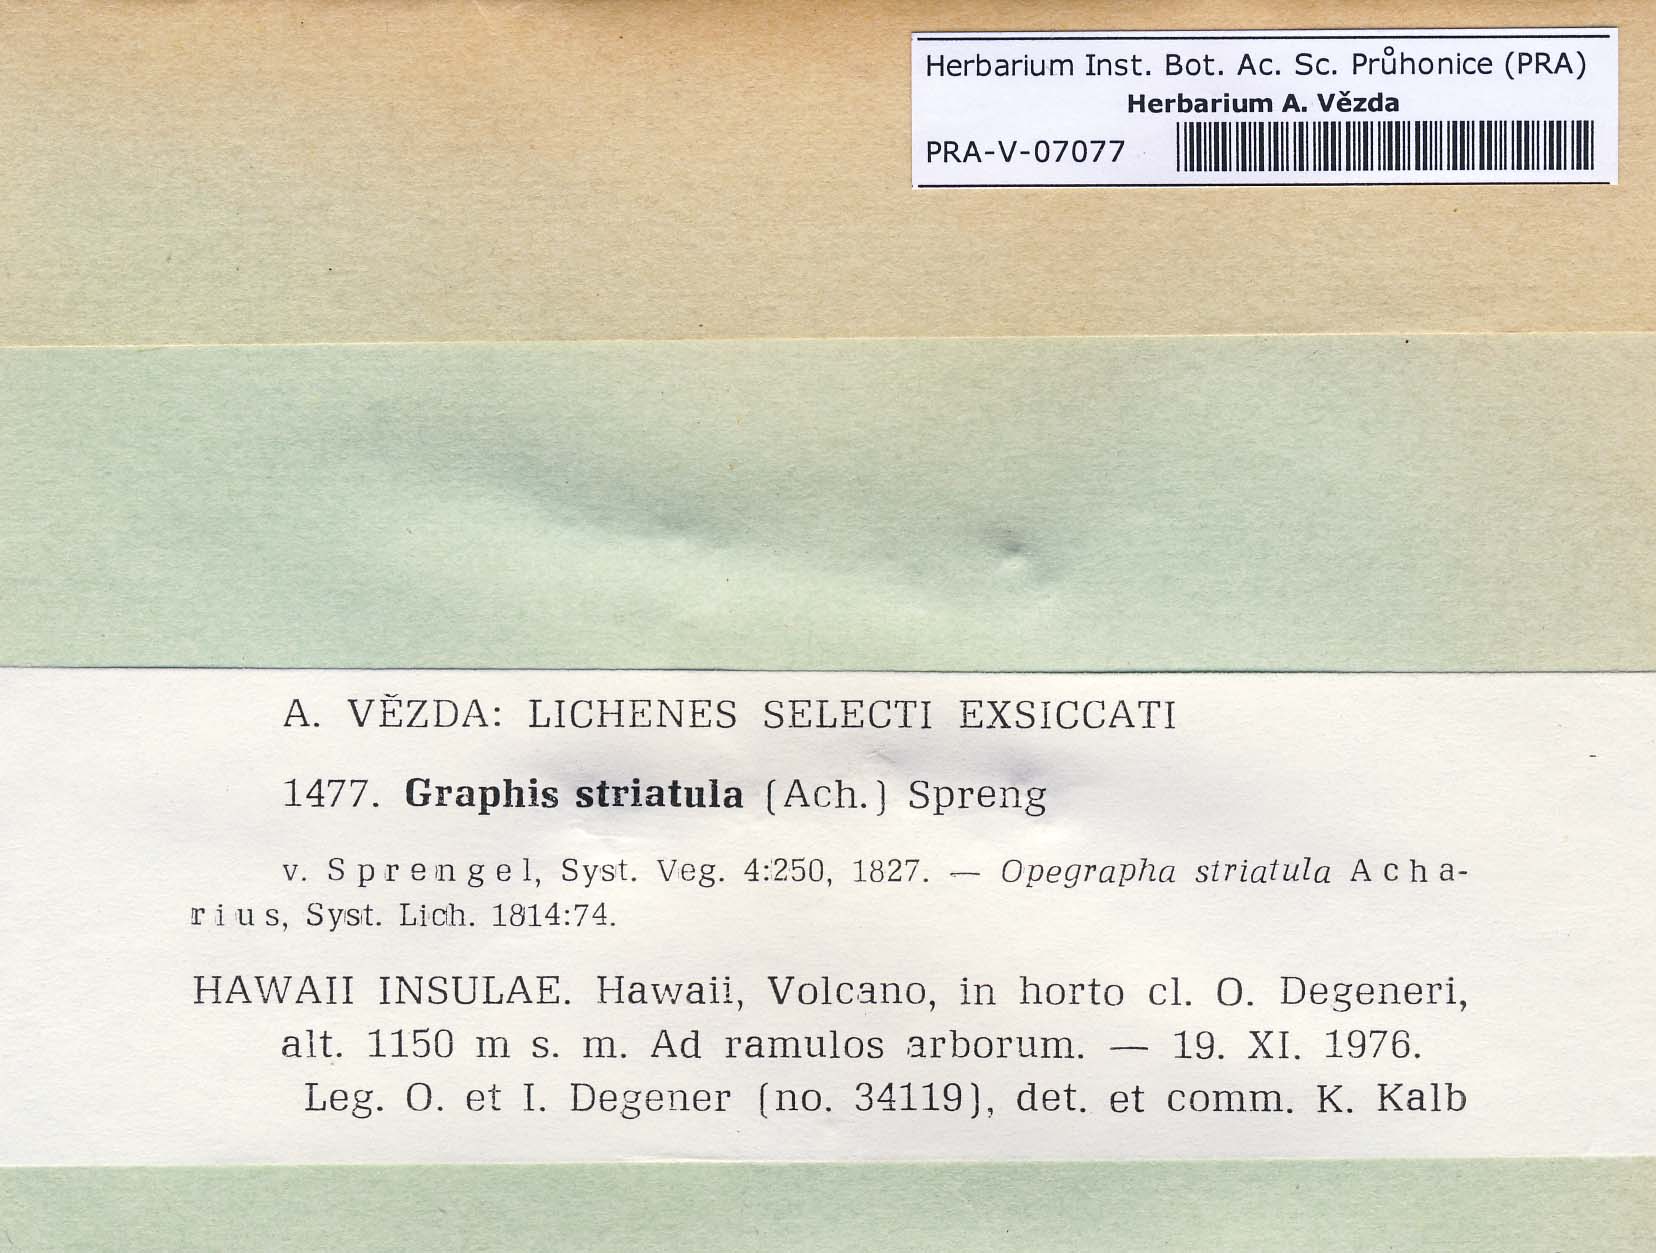 Herbarium Inst. Bot. Ac. Sc. Průhonice (PRA)
Herbarium A. Vězda
PRA-V-07077
A. VĚZDA: LICHENES SELECTI EXSICCATI
1477. Graphis striatula (Ach.) Spreng
v. Sprengel, Syst. Veg. 4:250, 1827. — Opegrapha striatula Acha-
rius, Syst. Lich. 1814:74.
HAWAII INSULAE. Hawaii, Volcano, in horto cl. O. Degeneri,
alt. 1150 m s. m. Ad ramulos arborum. — 19. XI. 1976.
Leg. O. et I. Degener (no. 34119), det. et comm. K. Kalb